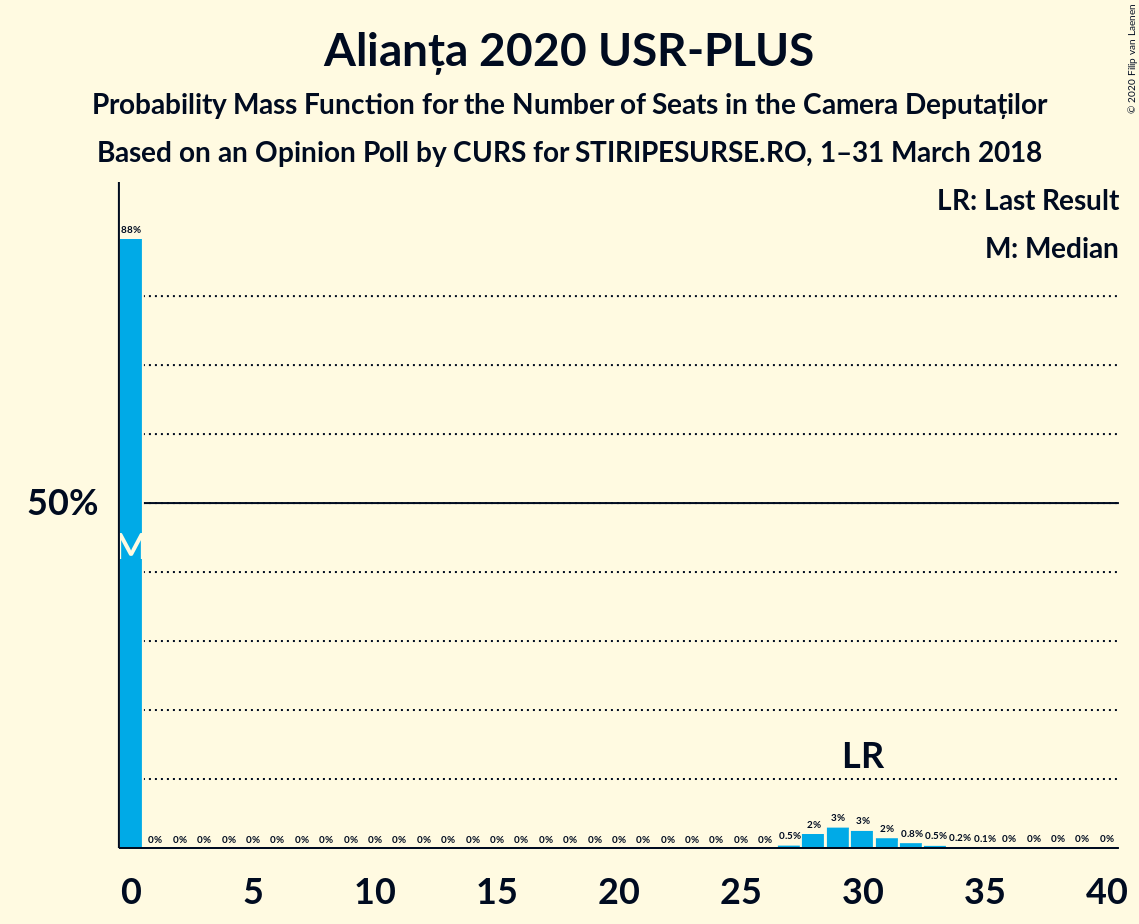 Alianța 2020 USR-PLUS
Probability Mass Function for the Number of Seats in the Camera Deputaților
Based on an Opinion Poll by CURS for STIRIPESURSE.RO, 1–31 March 2018
© 2020 Filip van Laenen
LR: Last Result
M: Median
88%
50%
M
LR
0% 0% 0% 0% 0% 0% 0% 0% 0% 0% 0% 0% 0% 0% 0% 0% 0% 0% 0% 0% 0% 0% 0% 0% 0% 0% 0.5% 2% 3% 3% 2% 0.8% 0.5% 0.2% 0.1% 0% 0% 0% 0% 0%
0 5 10 15 20 25 30 35 40